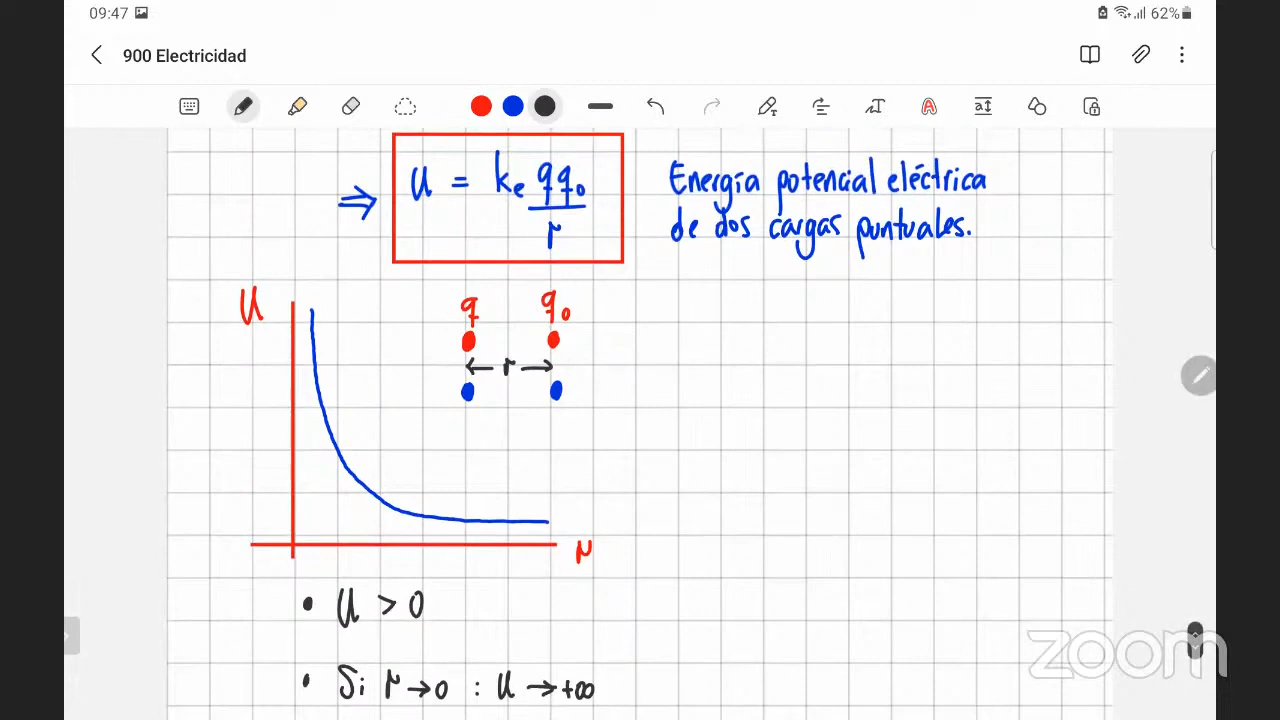 09:47
62%
900 Electricidad
⇒ U = ke qq₀ / r
Energía potencial eléctrica
de dos cargas puntuales.
U
q q₀
← r →
r
• U > 0
• Si r → 0 : U → +∞
zoom